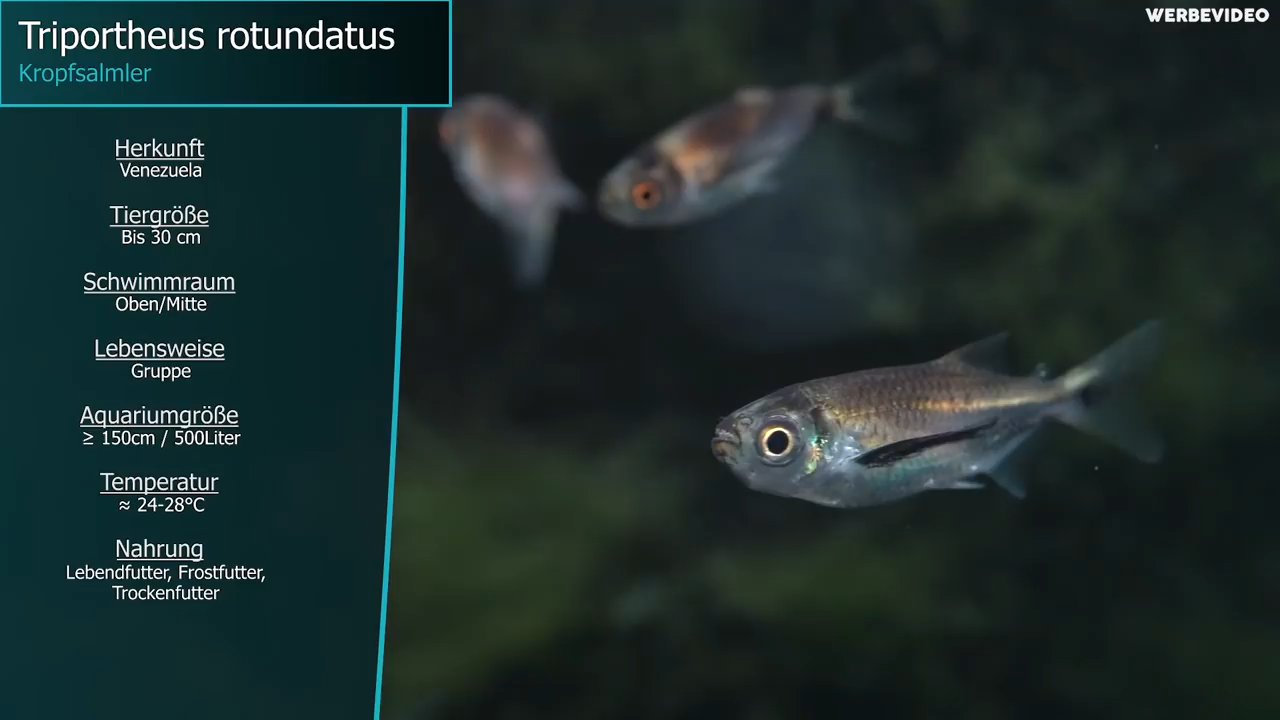 Triportheus rotundatus
Kropfsalmler
WERBEVIDEO
Herkunft
Venezuela
Tiergröße
Bis 30 cm
Schwimmraum
Oben/Mitte
Lebensweise
Gruppe
Aquariumgröße
≥ 150cm / 500Liter
Temperatur
≈ 24-28°C
Nahrung
Lebendfutter, Frostfutter,
Trockenfutter